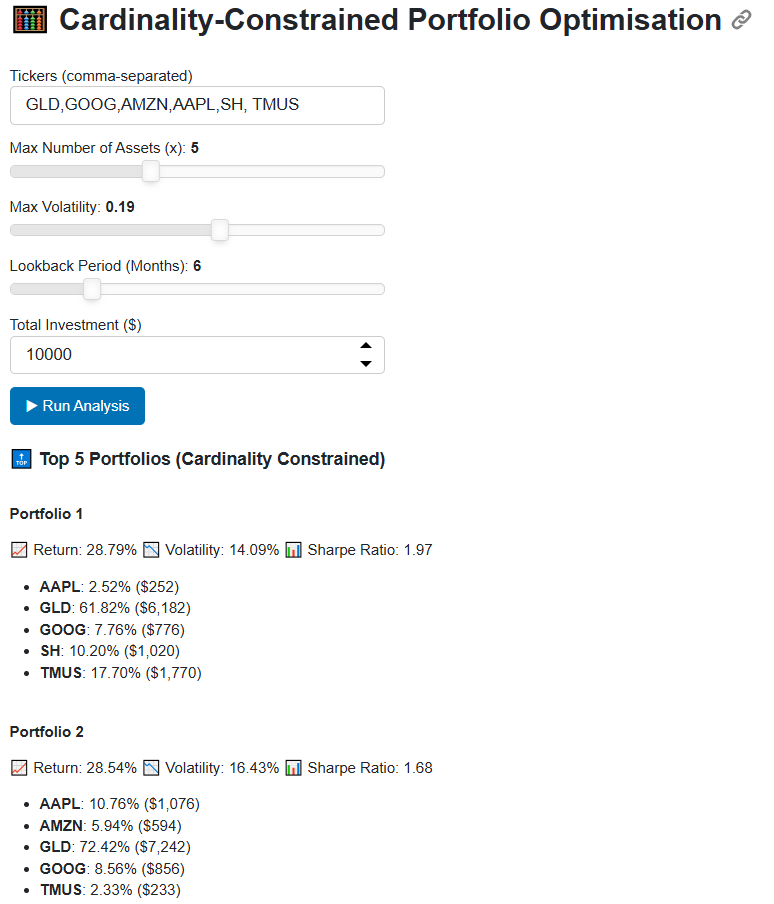 Cardinality-Constrained Portfolio Optimisation
Tickers (comma-separated)
GLD,GOOG,AMZN,AAPL,SH, TMUS
Max Number of Assets (x): 5
Max Volatility: 0.19
Lookback Period (Months): 6
Total Investment ($)
10000
Run Analysis
TOP Top 5 Portfolios (Cardinality Constrained)
Portfolio 1
Return: 28.79% Volatility: 14.09% Sharpe Ratio: 1.97
AAPL: 2.52% ($252)
GLD: 61.82% ($6,182)
GOOG: 7.76% ($776)
SH: 10.20% ($1,020)
TMUS: 17.70% ($1,770)
Portfolio 2
Return: 28.54% Volatility: 16.43% Sharpe Ratio: 1.68
AAPL: 10.76% ($1,076)
AMZN: 5.94% ($594)
GLD: 72.42% ($7,242)
GOOG: 8.56% ($856)
TMUS: 2.33% ($233)